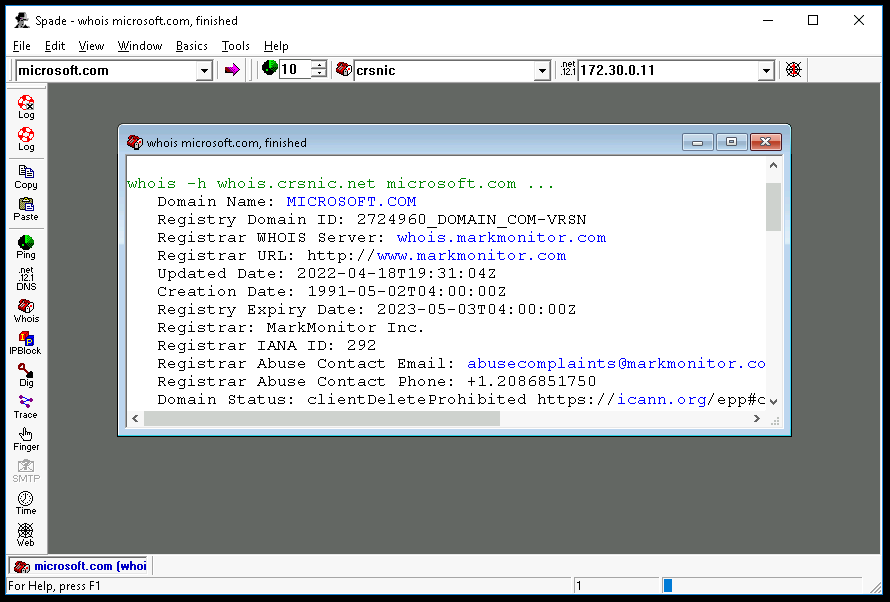 Spade - whois microsoft.com, finished
File Edit View Window Basics Tools Help
microsoft.com 10 crsnic .net .12.1 172.30.0.11
Log
Log
Copy
Paste
Ping
.net
.12.1
DNS
Whois
IPBlock
Dig
Trace
Finger
SMTP
Time
Web
whois microsoft.com, finished
whois -h whois.crsnic.net microsoft.com ...
Domain Name: MICROSOFT.COM
Registry Domain ID: 2724960_DOMAIN_COM-VRSN
Registrar WHOIS Server: whois.markmonitor.com
Registrar URL: http://www.markmonitor.com
Updated Date: 2022-04-18T19:31:04Z
Creation Date: 1991-05-02T04:00:00Z
Registry Expiry Date: 2023-05-03T04:00:00Z
Registrar: MarkMonitor Inc.
Registrar IANA ID: 292
Registrar Abuse Contact Email: abusecomplaints@markmonitor.co
Registrar Abuse Contact Phone: +1.2086851750
Domain Status: clientDeleteProhibited https://icann.org/epp#c
microsoft.com (whoi
For Help, press F1 1